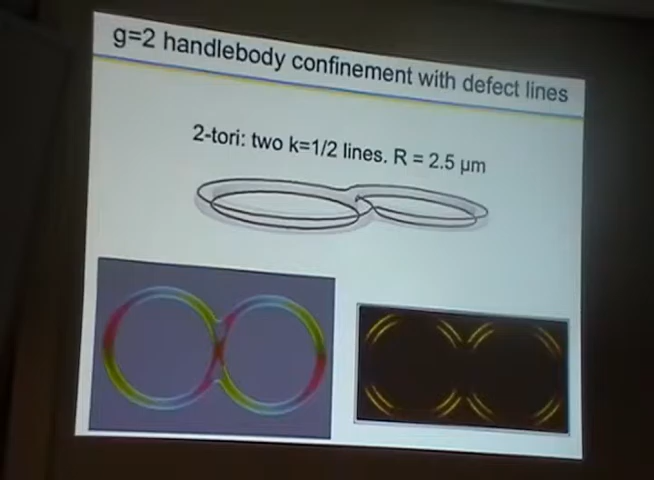 g=2 handlebody confinement with defect lines
2-tori: two k=1/2 lines. R = 2.5 μm